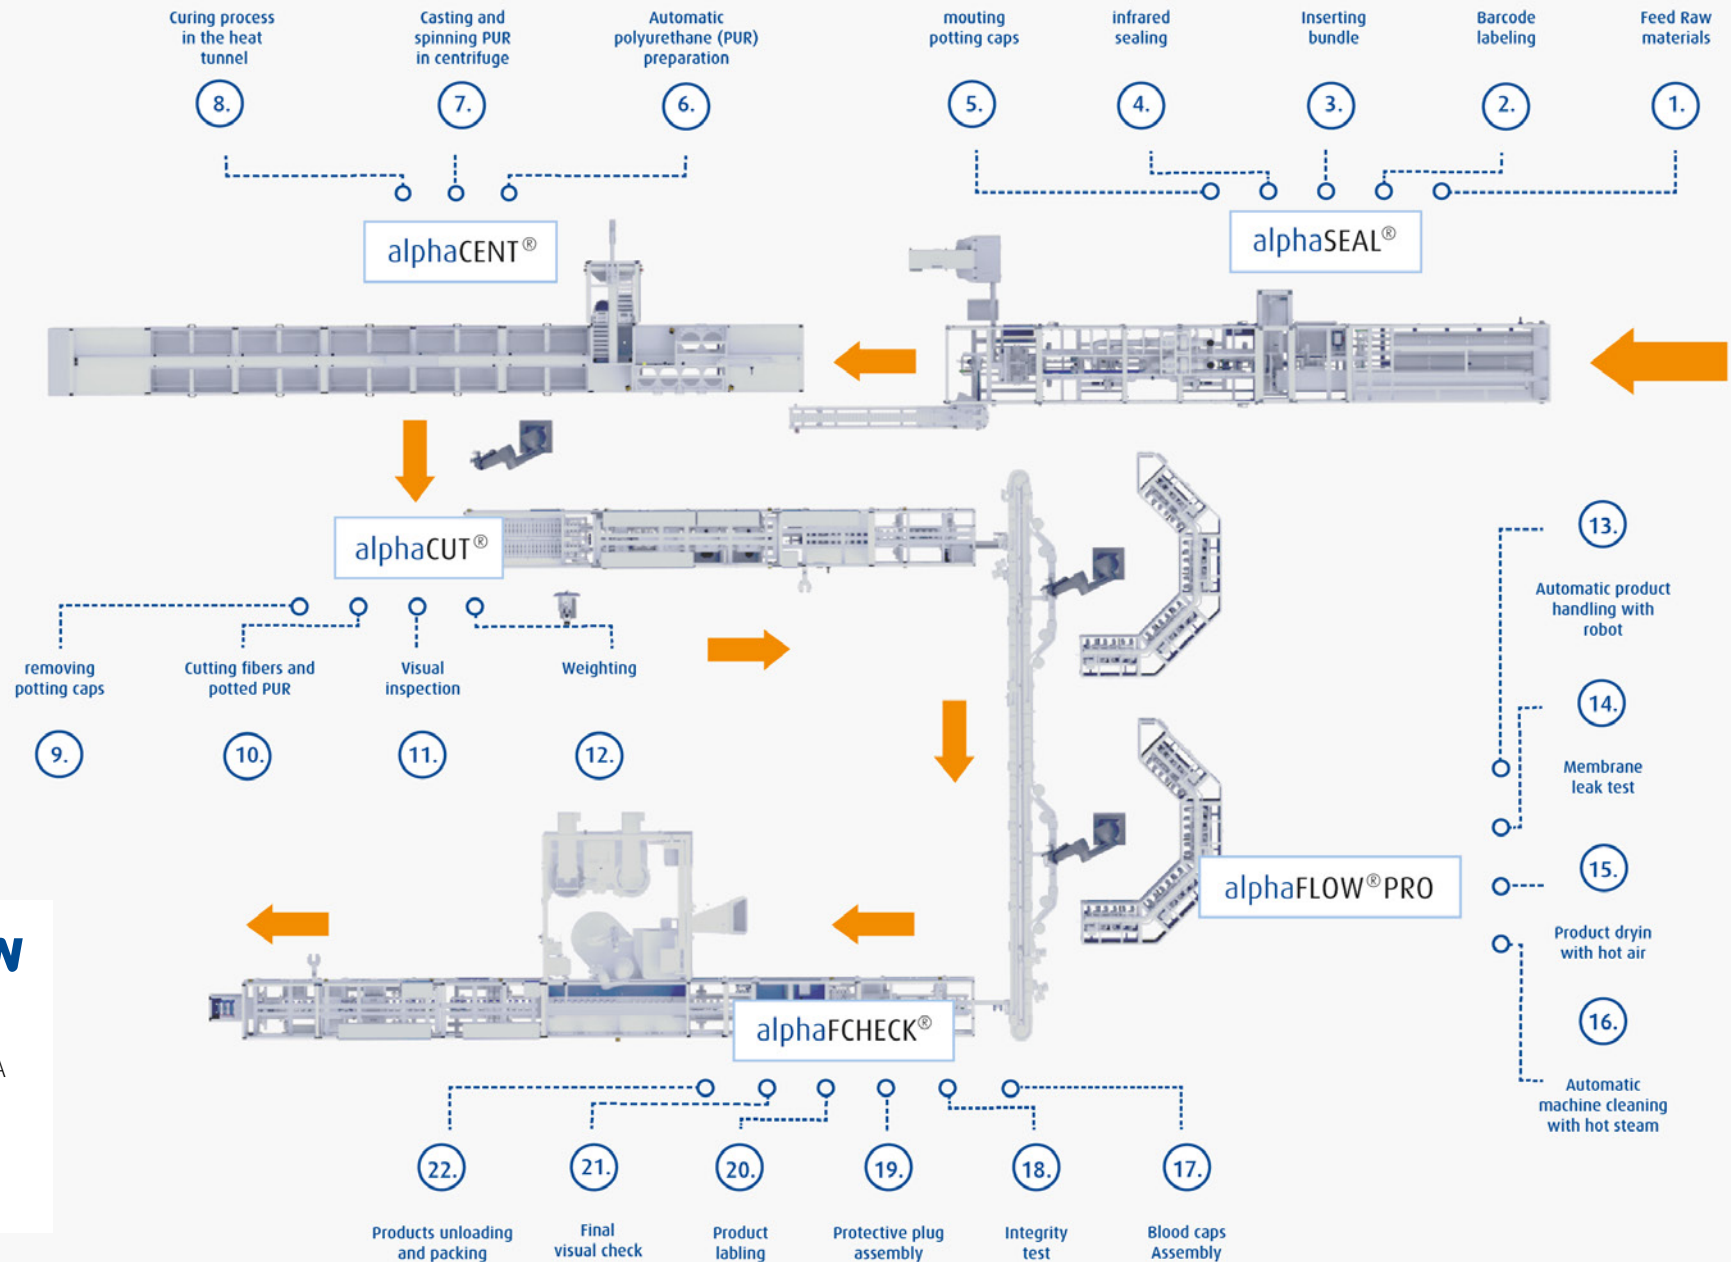 Curing process
in the heat
tunnel
8.
Casting and
spinning PUR
in centrifuge
7.
Automatic
polyurethane (PUR)
preparation
6.
mouting
potting caps
5.
infrared
sealing
4.
Inserting
bundle
3.
Barcode
labeling
2.
Feed Raw
materials
1.
alphaCENT®
alphaSEAL®
alphaCUT®
removing
potting caps
9.
Cutting fibers and
potted PUR
10.
Visual
inspection
11.
Weighting
12.
13.
Automatic product
handling with
robot
14.
Membrane
leak test
alphaFLOW®PRO
15.
Product dryin
with hot air
16.
Automatic
machine cleaning
with hot steam
w
A
alphaFCHECK®
22.
Products unloading
and packing
21.
Final
visual check
20.
Product
labling
19.
Protective plug
assembly
18.
Integrity
test
17.
Blood caps
Assembly